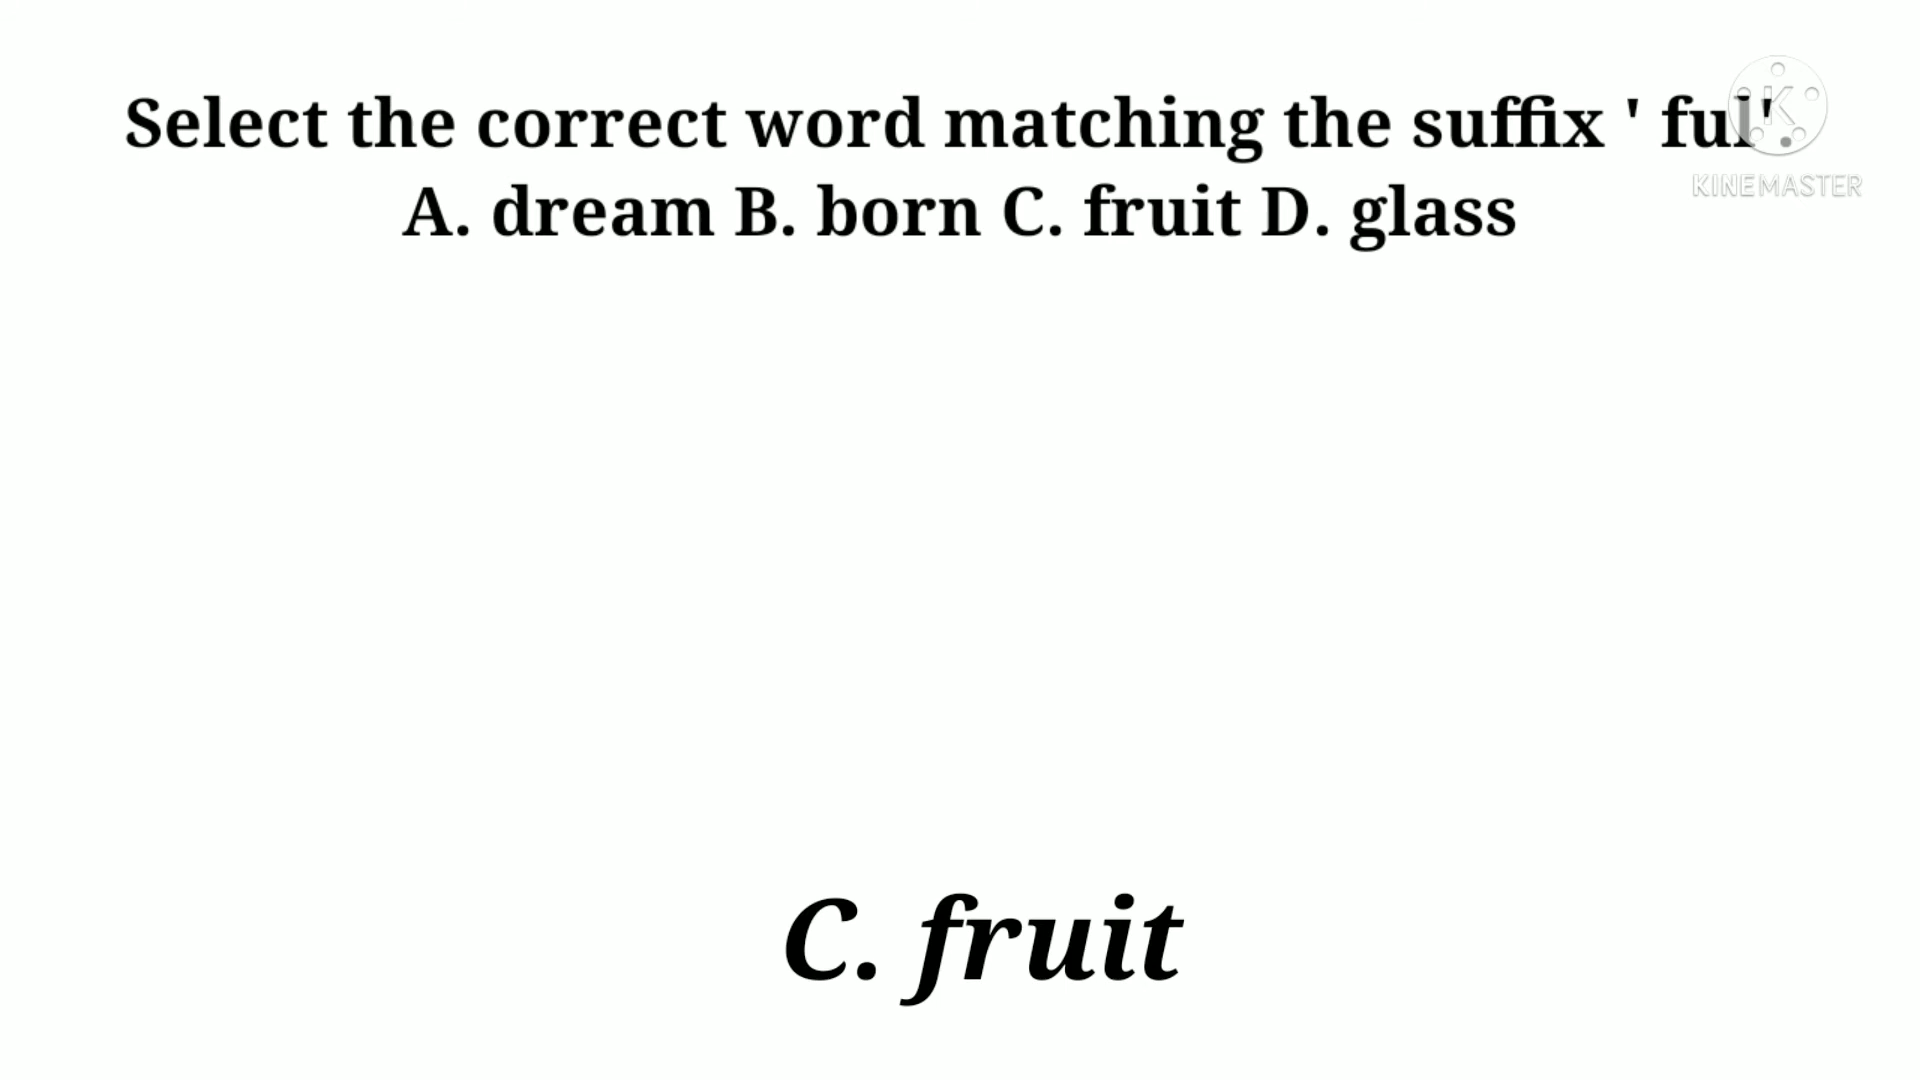 Select the correct word matching the suffix ' ful'
A. dream B. born C. fruit D. glass
KINEMASTER
C. fruit